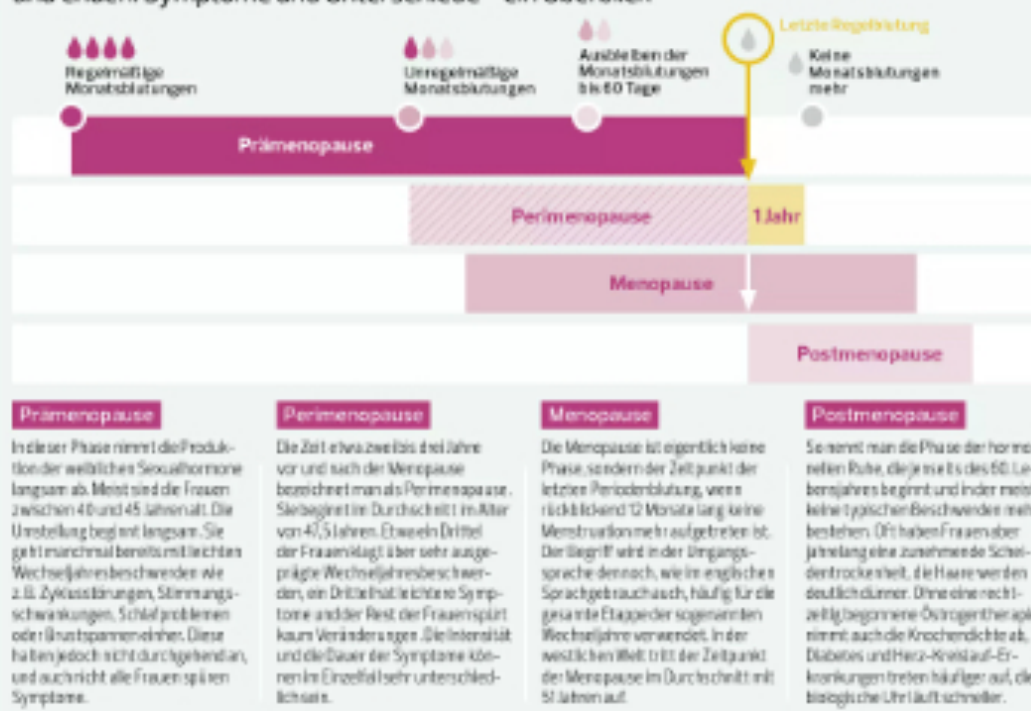 und enden: Symptome und Unterschiede – ein Überblick
Letzte Regelblutung
Regelmäßige
Monatsblutungen
Unregelmäßige
Monatsblutungen
Ausbleiben der
Monatsblutungen
bis 60 Tage
Keine
Monatsblutungen
mehr
Prämenopause
Perimenopause
1 Jahr
Menopause
Postmenopause
Prämenopause
In dieser Phase nimmt die Produk-
tion der weiblichen Sexualhormone
langsam ab. Meist sind die Frauen
zwischen 40 und 45 Jahren alt. Die
Umstellung beginnt langsam. Sie
geht manchmal bereits mit leichten
Wechseljahresbeschwerden wie
z.B. Zyklusstörungen, Stimmungs-
schwankungen, Schlafproblemen
oder Brustspannen einher. Diese
halten jedoch nicht durchgehend an,
und auch nicht alle Frauen spüren
Symptome.
Perimenopause
Die Zeit etwa zwei bis drei Jahre
vor und nach der Menopause
bezeichnet man als Perimenopause.
Sie beginnt im Durchschnitt im Alter
von 47,5 Jahren. Etwa ein Drittel
der Frauen klagt über sehr ausge-
prägte Wechseljahresbeschwer-
den, ein Drittel hat leichtere Symp-
tome und der Rest der Frauen spürt
kaum Veränderungen. Die Intensität
und die Dauer der Symptome kön-
nen im Einzelfall sehr unterschied-
lich sein.
Menopause
Die Menopause ist eigentlich keine
Phase, sondern der Zeitpunkt der
letzten Periodenblutung, wenn
rückblickend 12 Monate lang keine
Menstruation mehr aufgetreten ist.
Der Begriff wird in der Umgangs-
sprache dennoch, wie im englischen
Sprachgebrauch auch, häufig für die
gesamte Etappe der sogenannten
Wechseljahre verwendet. In der
westlichen Welt tritt der Zeitpunkt
der Menopause im Durchschnitt mit
51 Jahren auf.
Postmenopause
So nennt man die Phase der hormo
nellen Ruhe, die jenseits des 60. Le
bensjahres beginnt und in der meist
keine typischen Beschwerden meh
bestehen. Oft haben Frauen aber
jahrelang eine zunehmende Schei-
dentrockenheit, die Haare werden
deutlich dünner. Ohne eine recht-
zeitig begonnene Östrogentherapi
nimmt auch die Knochendichte ab,
Diabetes und Herz-Kreislauf-Er-
krankungen treten häufiger auf, die
biologische Uhr läuft schneller.